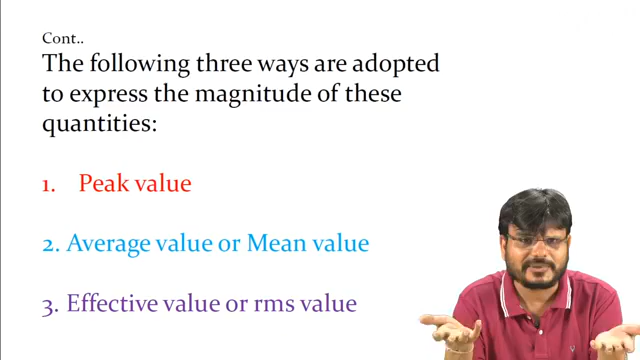 Cont..
The following three ways are adopted
to express the magnitude of these
quantities:
1. Peak value
2. Average value or Mean value
3. Effective value or rms value